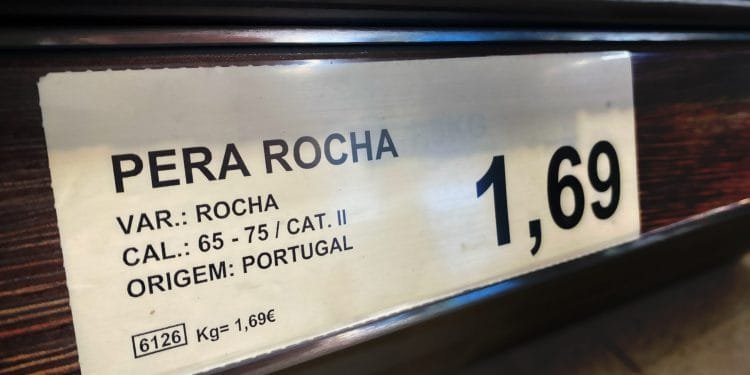 PERA ROCHA
1,69
VAR.: ROCHA
CAL.: 65 - 75 / CAT. II
ORIGEM: PORTUGAL
6126 Kg= 1,69€